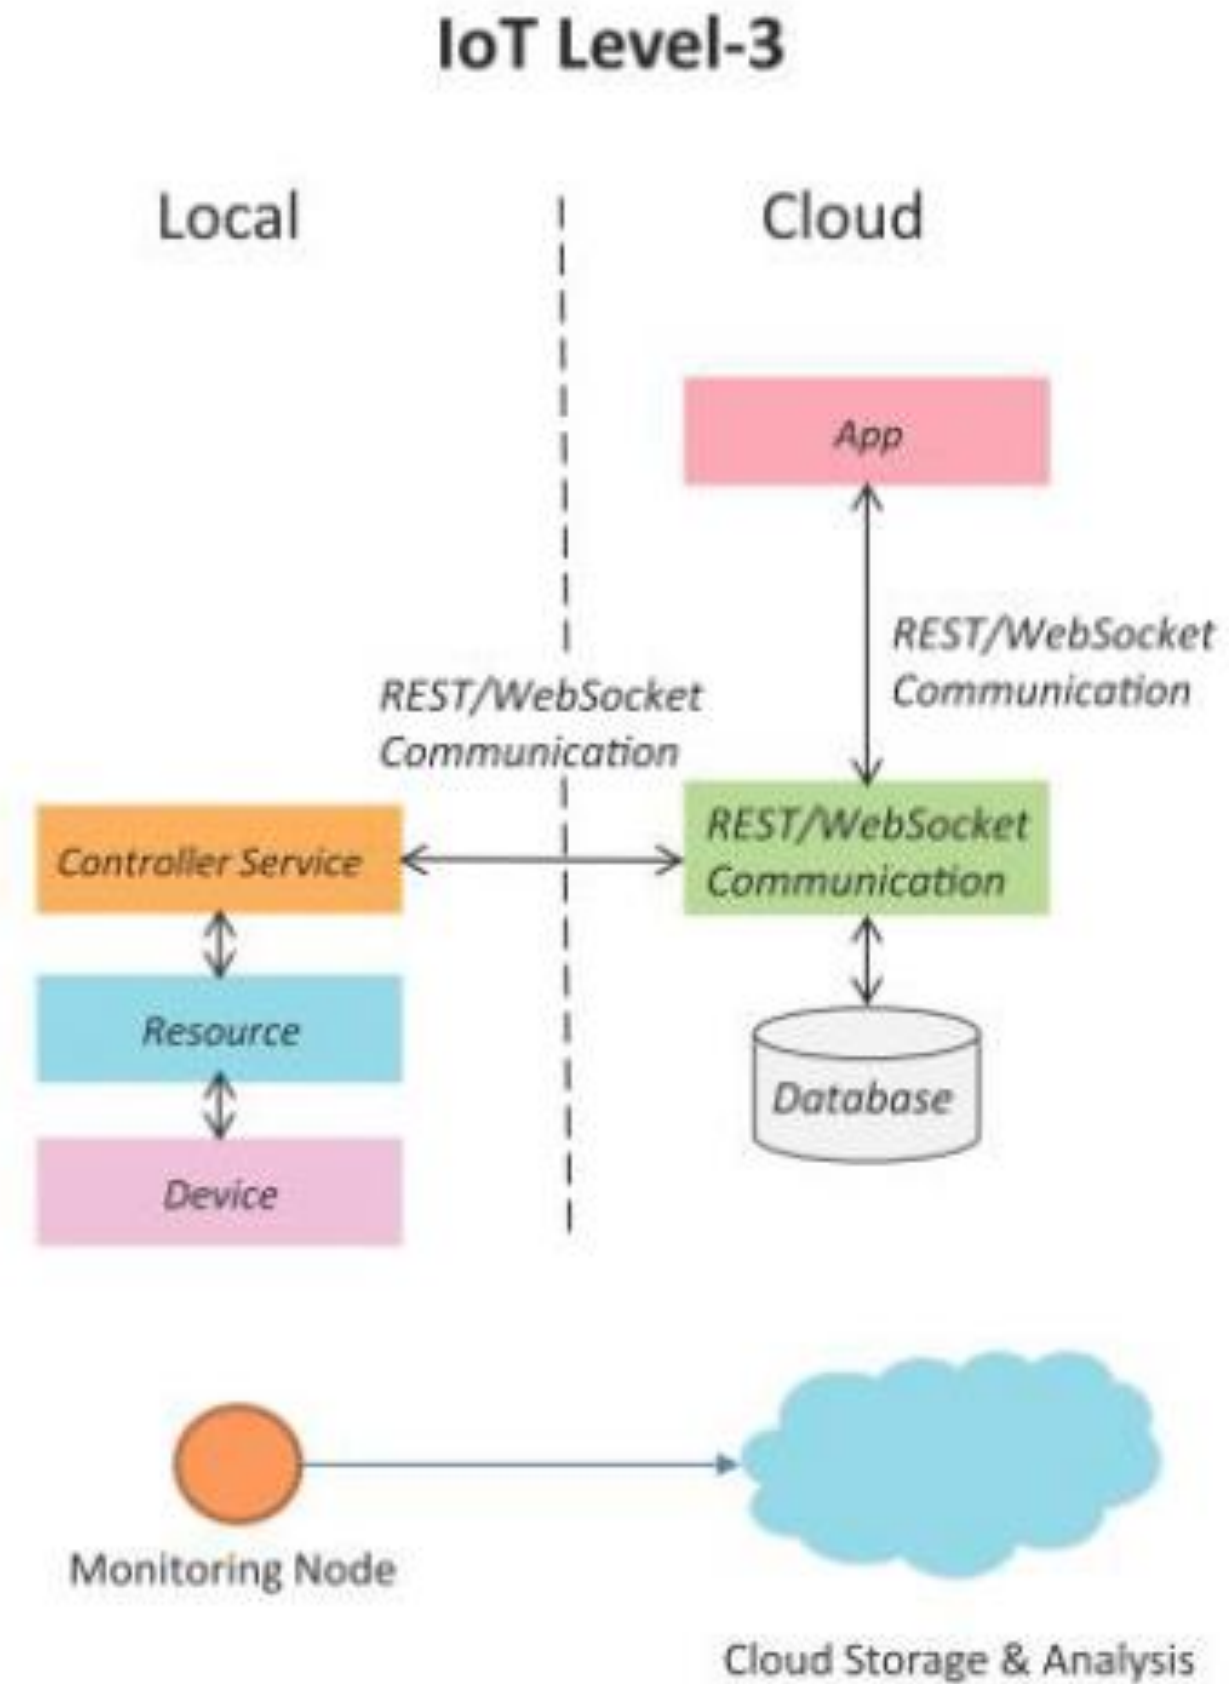 IoT Level-3
Local
Cloud
App
REST/WebSocket
Communication
REST/WebSocket
Communication
Controller Service
REST/WebSocket
Communication
Resource
Database
Device
Monitoring Node
Cloud Storage & Analysis